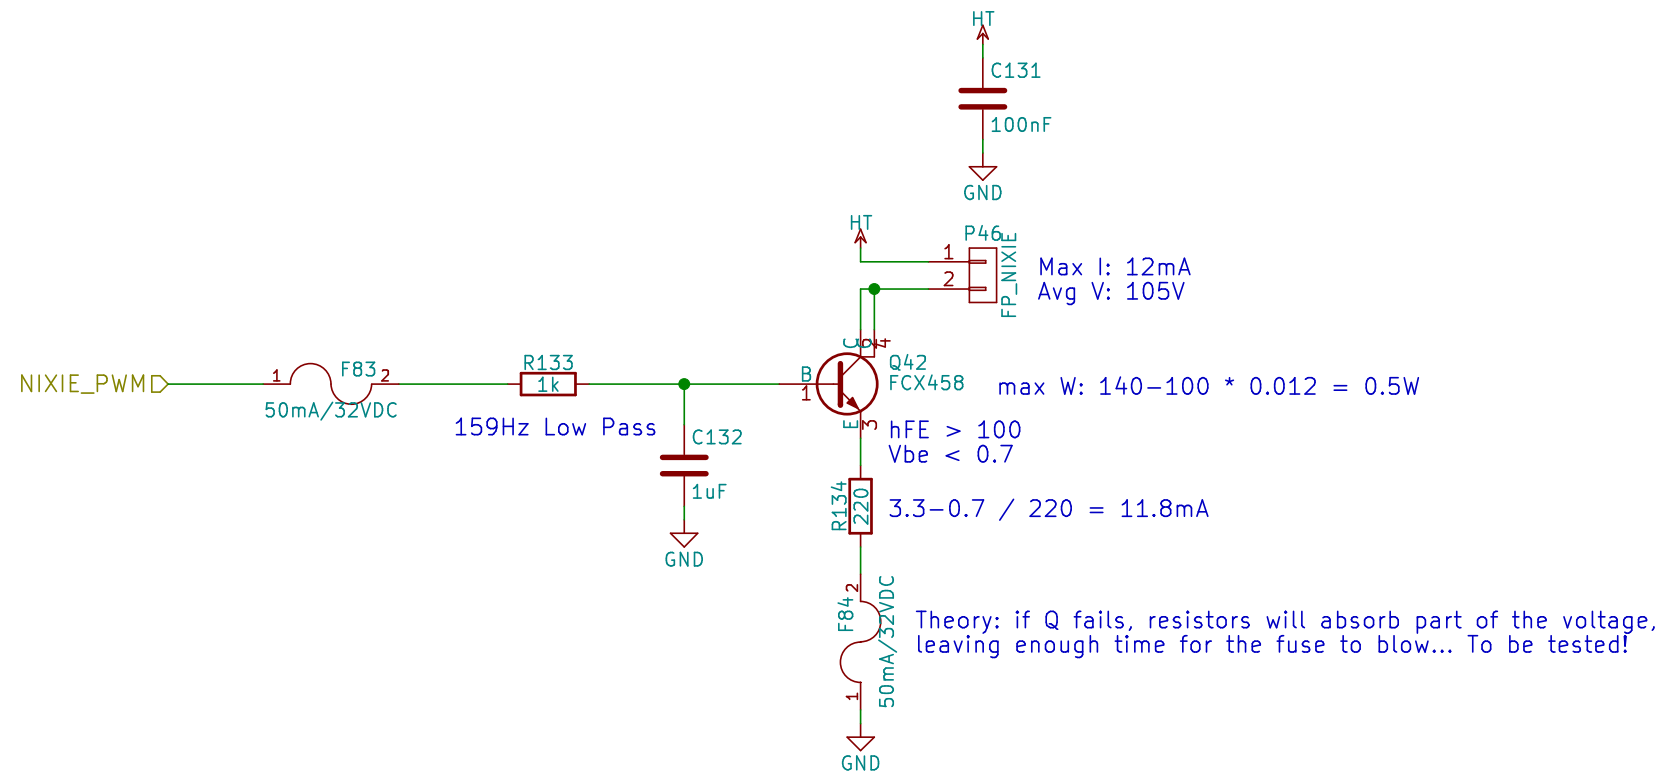 HT
C131
100nF
GND
HT
P46
1
2
FP_NIXIE
Max I: 12mA
Avg V: 105V
NIXIE_PWM
1
F83
2
50mA/32VDC
R133
1k
159Hz Low Pass
C132
1uF
GND
B
1
C
4
Q42
FCX458
max W: 140-100 * 0.012 = 0.5W
E
3
hFE > 100
Vbe < 0.7
R134
220
3.3-0.7 / 220 = 11.8mA
2
F84
50mA/32VDC
1
Theory: if Q fails, resistors will absorb part of the voltage,
leaving enough time for the fuse to blow... To be tested!
GND